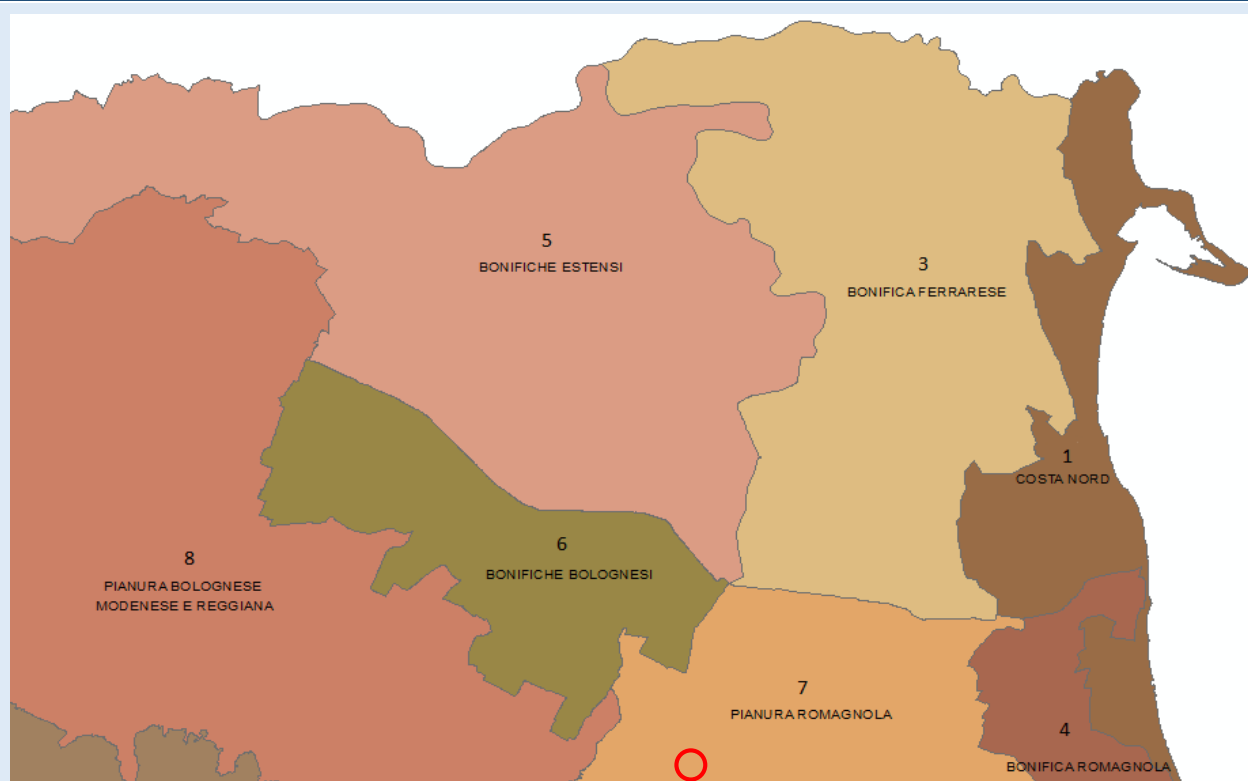 5
BONIFICHE ESTENSI
3
BONIFICA FERRARESE
1
COSTA NORD
6
BONIFICHE BOLOGNESI
8
PIANURA BOLOGNESE
MODENESE E REGGIANA
7
PIANURA ROMAGNOLA
4
BONIFICA ROMAGNOLA